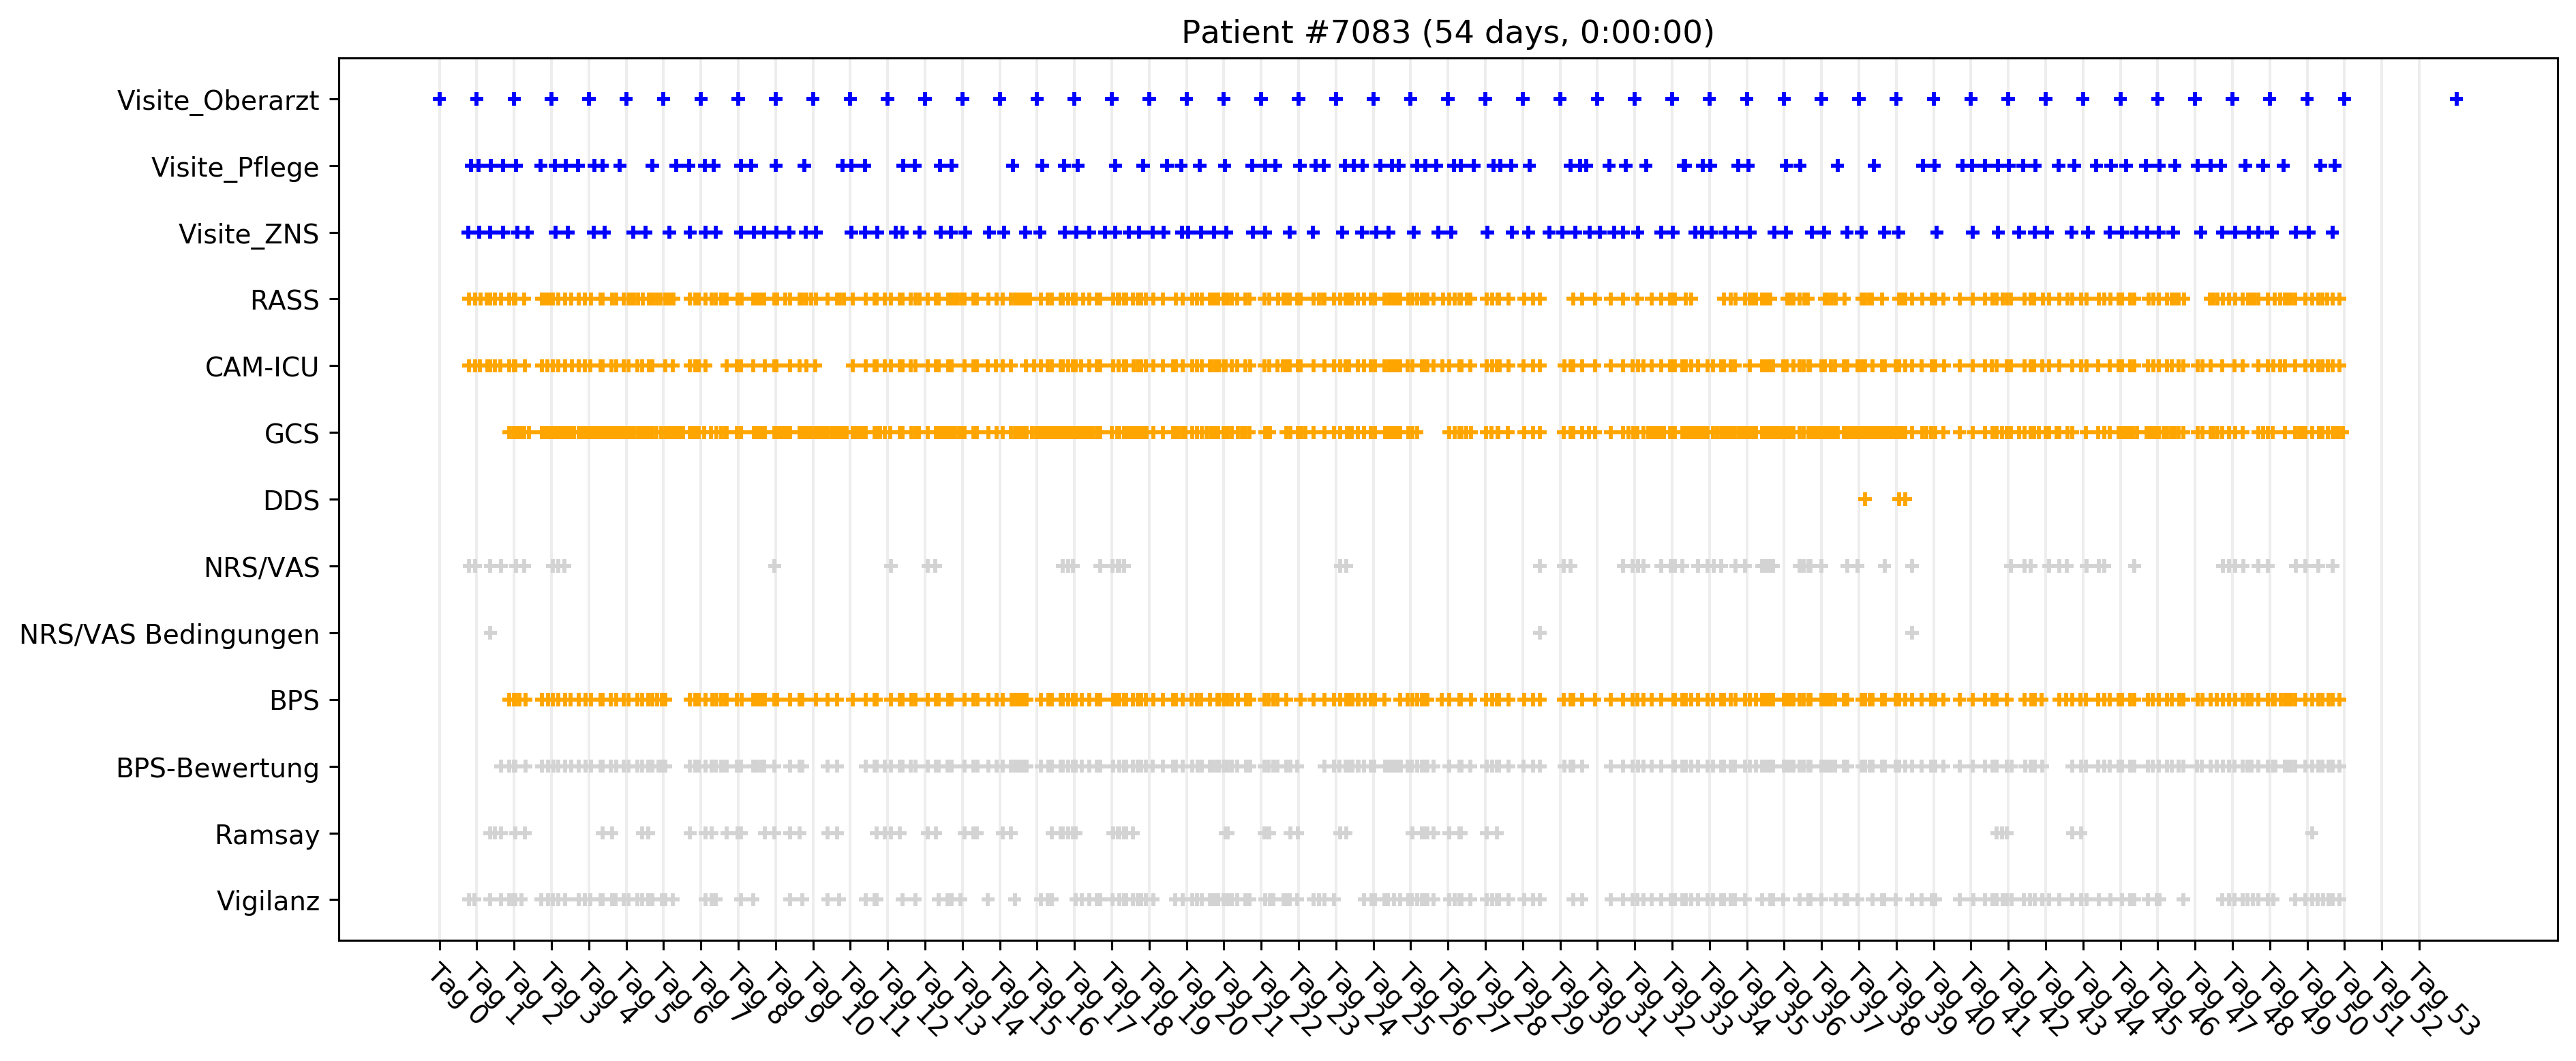 Patient #7083 (54 days, 0:00:00)
Visite_Oberarzt
Visite_Pflege
Visite_ZNS
RASS
CAM-ICU
GCS
DDS
NRS/VAS
NRS/VAS Bedingungen
BPS
BPS-Bewertung
Ramsay
Vigilanz
Tag 0
Tag 1
Tag 2
Tag 3
Tag 4
Tag 5
Tag 6
Tag 7
Tag 8
Tag 9
Tag 10
Tag 11
Tag 12
Tag 13
Tag 14
Tag 15
Tag 16
Tag 17
Tag 18
Tag 19
Tag 20
Tag 21
Tag 22
Tag 23
Tag 24
Tag 25
Tag 26
Tag 27
Tag 28
Tag 29
Tag 30
Tag 31
Tag 32
Tag 33
Tag 34
Tag 35
Tag 36
Tag 37
Tag 38
Tag 39
Tag 40
Tag 41
Tag 42
Tag 43
Tag 44
Tag 45
Tag 46
Tag 47
Tag 48
Tag 49
Tag 50
Tag 51
Tag 52
Tag 53